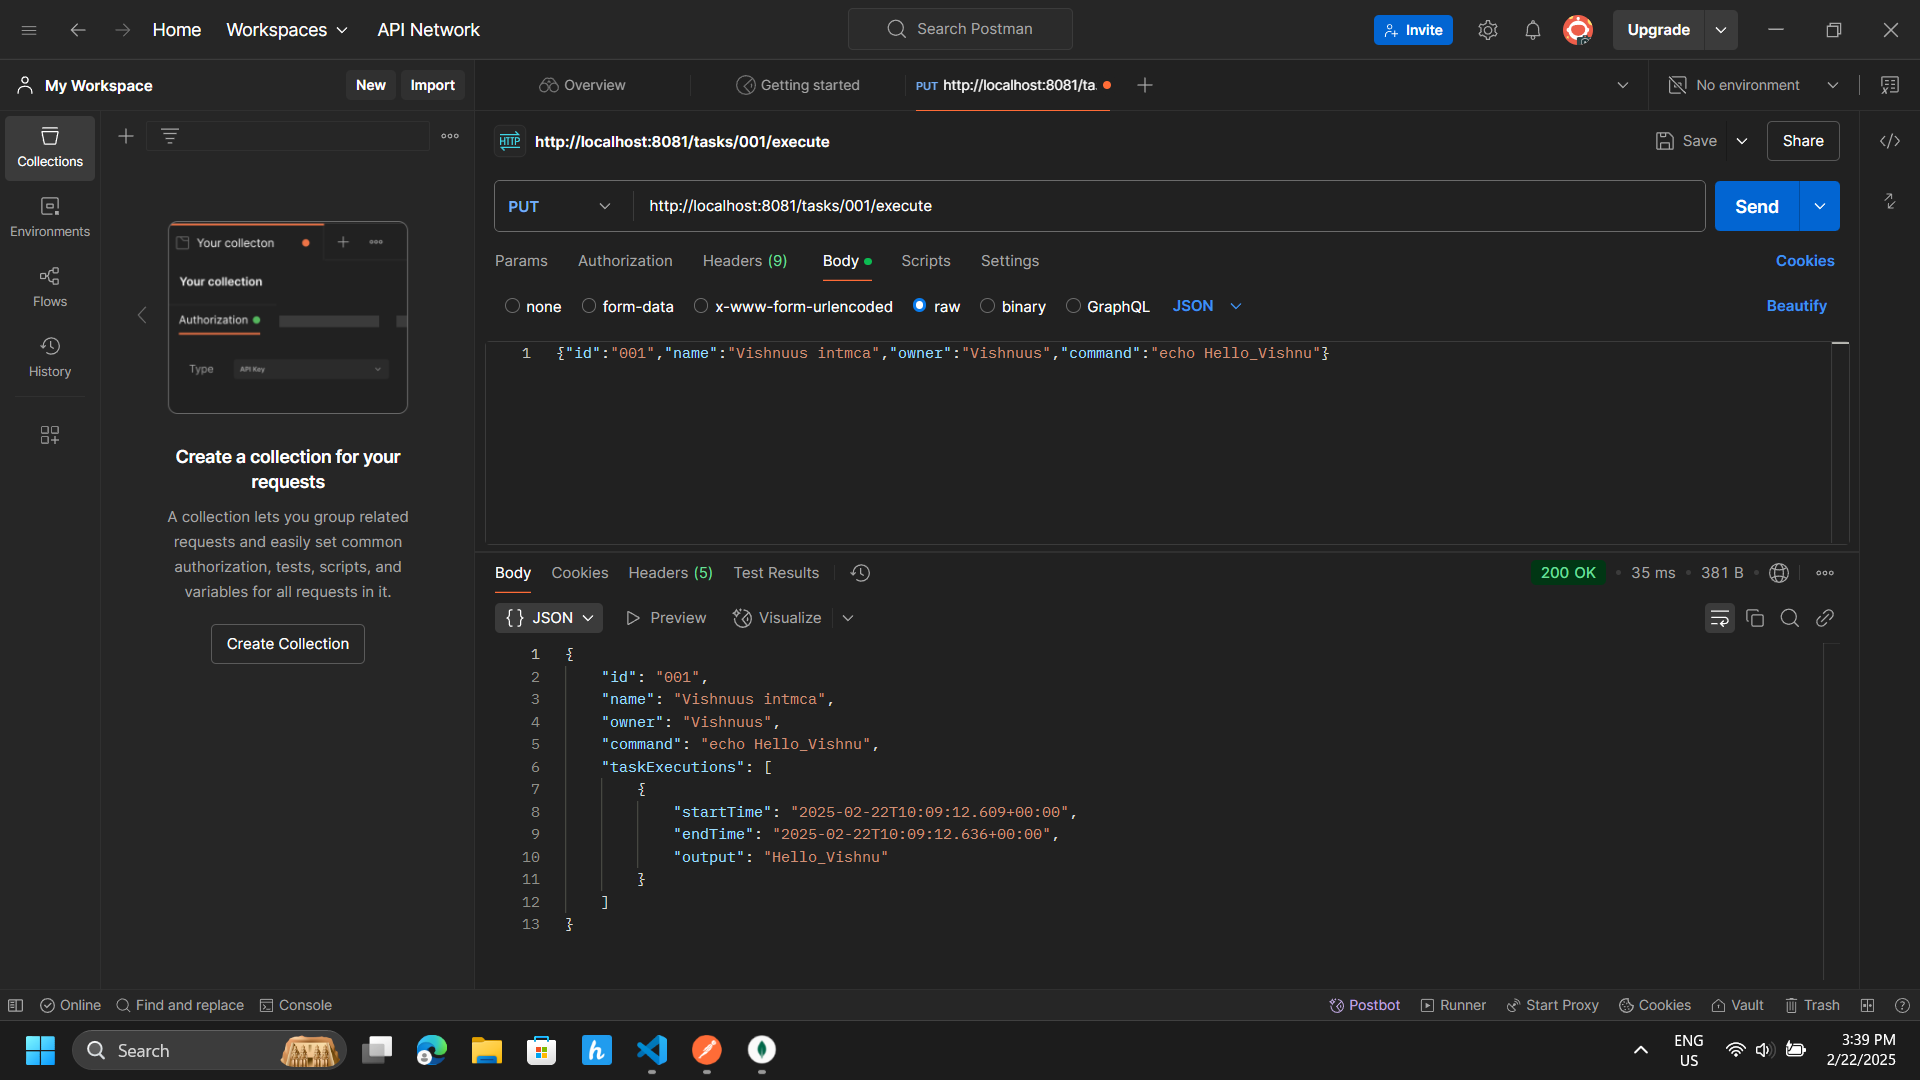 Home
Workspaces
API Network
Search Postman
Invite
Upgrade
My Workspace
New
Import
Overview
Getting started
PUT http://localhost:8081/ta
No environment
Collections
Environments
Flows
History
Your collecton
Your collection
Authorization
Type
API Key
Create a collection for your
requests
A collection lets you group related
requests and easily set common
authorization, tests, scripts, and
variables for all requests in it.
Create Collection
HTTP
http://localhost:8081/tasks/001/execute
Save
Share
PUT
http://localhost:8081/tasks/001/execute
Send
Params
Authorization
Headers (9)
Body
Scripts
Settings
Cookies
none
form-data
x-www-form-urlencoded
raw
binary
GraphQL
JSON
Beautify
1 {"id":"001","name":"Vishnuus intmca","owner":"Vishnuus","command":"echo Hello_Vishnu"}
Body
Cookies
Headers (5)
Test Results
200 OK
35 ms
381 B
{} JSON
Preview
Visualize
1 {
2 "id": "001",
3 "name": "Vishnuus intmca",
4 "owner": "Vishnuus",
5 "command": "echo Hello_Vishnu",
6 "taskExecutions": [
7 {
8 "startTime": "2025-02-22T10:09:12.609+00:00",
9 "endTime": "2025-02-22T10:09:12.636+00:00",
10 "output": "Hello_Vishnu"
11 }
12 ]
13 }
Online
Find and replace
Console
Postbot
Runner
Start Proxy
Cookies
Vault
Trash
Search
ENG
US
3:39 PM
2/22/2025